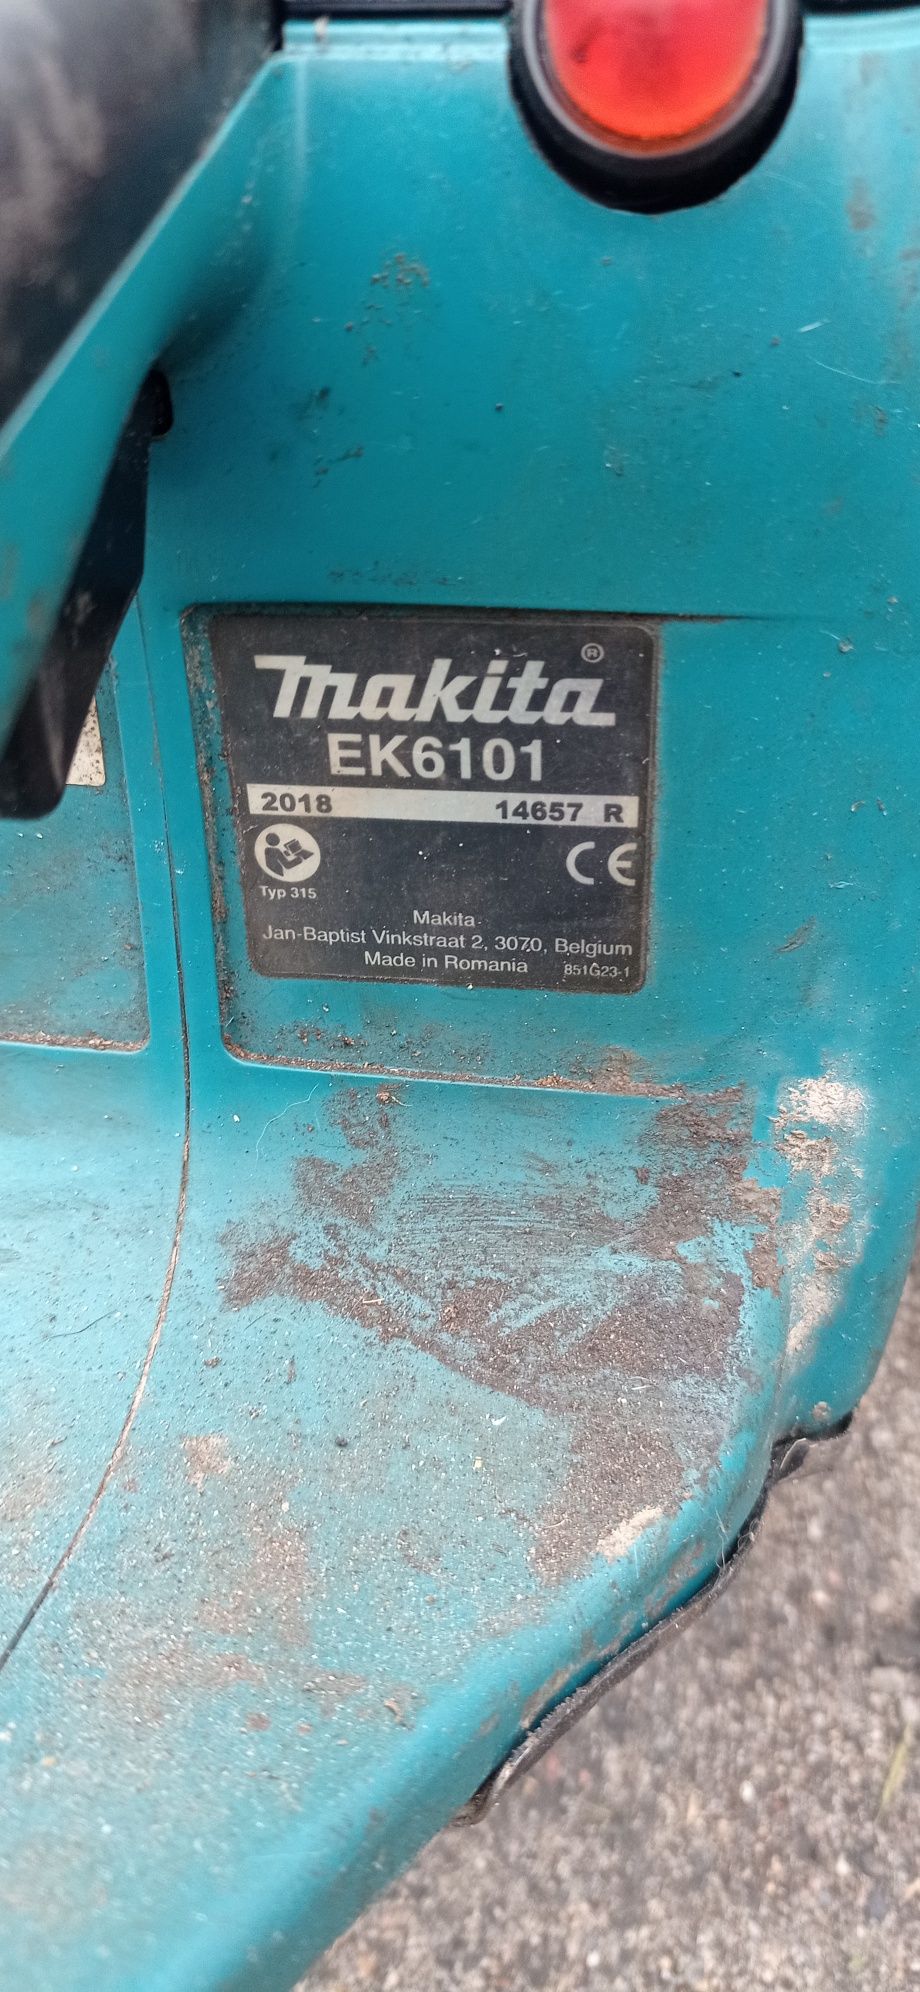 makita®
EK6101
2018 14657 R
CE
Typ 315
Makita
Jan-Baptist Vinkstraat 2, 3070, Belgium
Made in Romania 851G23-1